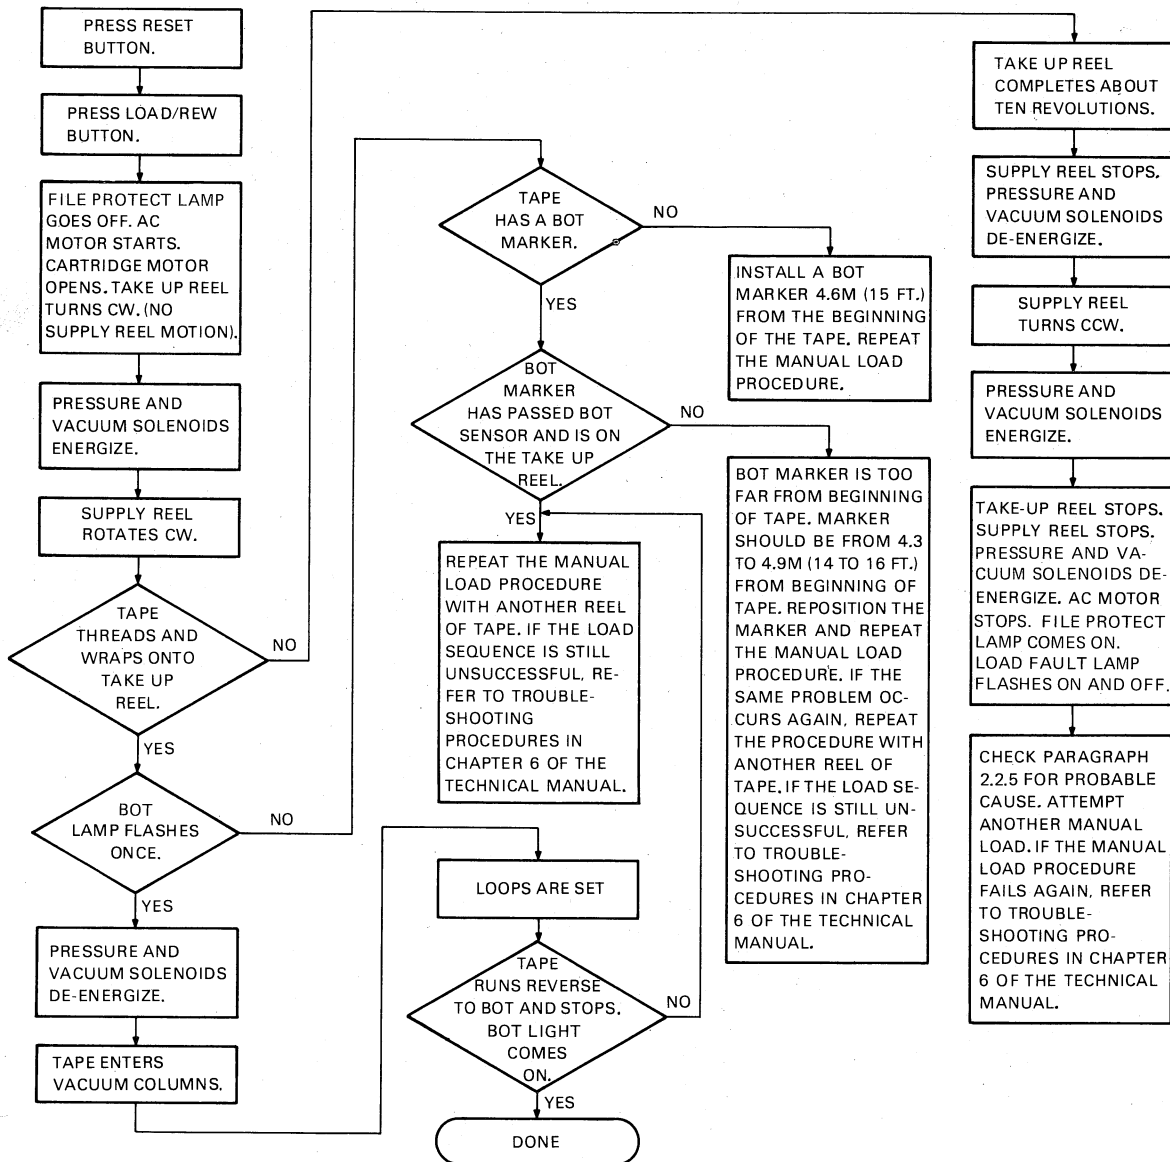 PRESS RESET
BUTTON.
PRESS LOAD/REW
BUTTON.
FILE PROTECT LAMP
GOES OFF. AC
MOTOR STARTS.
CARTRIDGE MOTOR
OPENS. TAKE UP REEL
TURNS CW. (NO
SUPPLY REEL MOTION).
PRESSURE AND
VACUUM SOLENOIDS
ENERGIZE.
SUPPLY REEL
ROTATES CW.
TAPE
THREADS AND
WRAPS ONTO
TAKE UP
REEL.
NO
YES
BOT
LAMP FLASHES
ONCE.
NO
YES
PRESSURE AND
VACUUM SOLENOIDS
DE-ENERGIZE.
TAPE ENTERS
VACUUM COLUMNS.
TAPE
HAS A BOT
MARKER.
NO
YES
INSTALL A BOT
MARKER 4.6M (15 FT.)
FROM THE BEGINNING
OF THE TAPE. REPEAT
THE MANUAL LOAD
PROCEDURE.
BOT
MARKER
HAS PASSED BOT
SENSOR AND IS ON
THE TAKE UP
REEL.
NO
YES
REPEAT THE MANUAL
LOAD PROCEDURE
WITH ANOTHER REEL
OF TAPE. IF THE LOAD
SEQUENCE IS STILL
UNSUCCESSFUL, RE-
FER TO TROUBLE-
SHOOTING
PROCEDURES IN
CHAPTER 6 OF THE
TECHNICAL MANUAL.
BOT MARKER IS TOO
FAR FROM BEGINNING
OF TAPE. MARKER
SHOULD BE FROM 4.3
TO 4.9M (14 TO 16 FT.)
FROM BEGINNING OF
TAPE. REPOSITION THE
MARKER AND REPEAT
THE MANUAL LOAD
PROCEDURE. IF THE
SAME PROBLEM OC-
CURS AGAIN, REPEAT
THE PROCEDURE WITH
ANOTHER REEL OF
TAPE. IF THE LOAD SE-
QUENCE IS STILL UN-
SUCCESSFUL, REFER
TO TROUBLE-
SHOOTING PRO-
CEDURES IN CHAPTER
6 OF THE TECHNICAL
MANUAL.
LOOPS ARE SET
TAPE
RUNS REVERSE
TO BOT AND STOPS.
BOT LIGHT
COMES
ON.
NO
YES
DONE
TAKE UP REEL
COMPLETES ABOUT
TEN REVOLUTIONS.
SUPPLY REEL STOPS.
PRESSURE AND
VACUUM SOLENOIDS
DE-ENERGIZE.
SUPPLY REEL
TURNS CCW.
PRESSURE AND
VACUUM SOLENOIDS
ENERGIZE.
TAKE-UP REEL STOPS.
SUPPLY REEL STOPS.
PRESSURE AND VA-
CUUM SOLENOIDS DE-
ENERGIZE. AC MOTOR
STOPS. FILE PROTECT
LAMP COMES ON.
LOAD FAULT LAMP
FLASHES ON AND OFF.
CHECK PARAGRAPH
2.2.5 FOR PROBABLE
CAUSE. ATTEMPT
ANOTHER MANUAL
LOAD. IF THE MANUAL
LOAD PROCEDURE
FAILS AGAIN, REFER
TO TROUBLE-
SHOOTING PRO-
CEDURES IN CHAPTER
6 OF THE TECHNICAL
MANUAL.